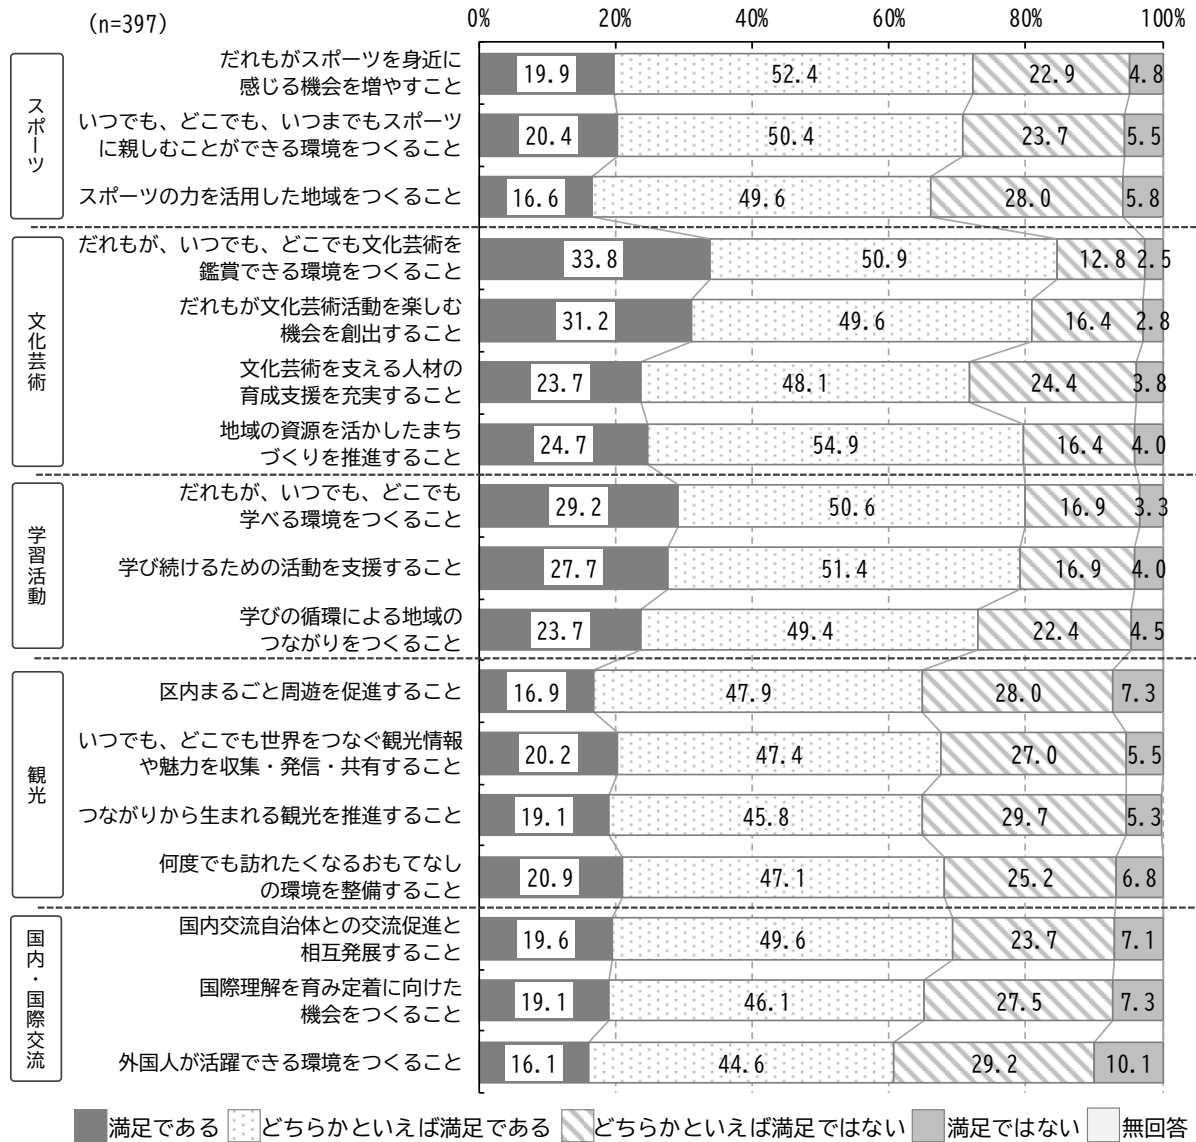 (n=397)
0% 20% 40% 60% 80% 100%
スポーツ
だれもがスポーツを身近に
感じる機会を増やすこと
19.9 52.4 22.9 4.8
いつでも、どこでも、いつまでもスポーツ
に親しむことができる環境をつくること
20.4 50.4 23.7 5.5
スポーツの力を活用した地域をつくること
16.6 49.6 28.0 5.8
文化芸術
だれもが、いつでも、どこでも文化芸術を
鑑賞できる環境をつくること
33.8 50.9 12.8 2.5
だれもが文化芸術活動を楽しむ
機会を創出すること
31.2 49.6 16.4 2.8
文化芸術を支える人材の
育成支援を充実すること
23.7 48.1 24.4 3.8
地域の資源を活かしたまち
づくりを推進すること
24.7 54.9 16.4 4.0
学習活動
だれもが、いつでも、どこでも
学べる環境をつくること
29.2 50.6 16.9 3.3
学び続けるための活動を支援すること
27.7 51.4 16.9 4.0
学びの循環による地域の
つながりをつくること
23.7 49.4 22.4 4.5
観光
区内まるごと周遊を促進すること
16.9 47.9 28.0 7.3
いつでも、どこでも世界をつなぐ観光情報
や魅力を収集・発信・共有すること
20.2 47.4 27.0 5.5
つながりから生まれる観光を推進すること
19.1 45.8 29.7 5.3
何度でも訪れたくなるおもてなし
の環境を整備すること
20.9 47.1 25.2 6.8
国内・国際交流
国内交流自治体との交流促進と
相互発展すること
19.6 49.6 23.7 7.1
国際理解を育み定着に向けた
機会をつくること
19.1 46.1 27.5 7.3
外国人が活躍できる環境をつくること
16.1 44.6 29.2 10.1
満足である どちらかといえば満足である どちらかといえば満足ではない 満足ではない 無回答